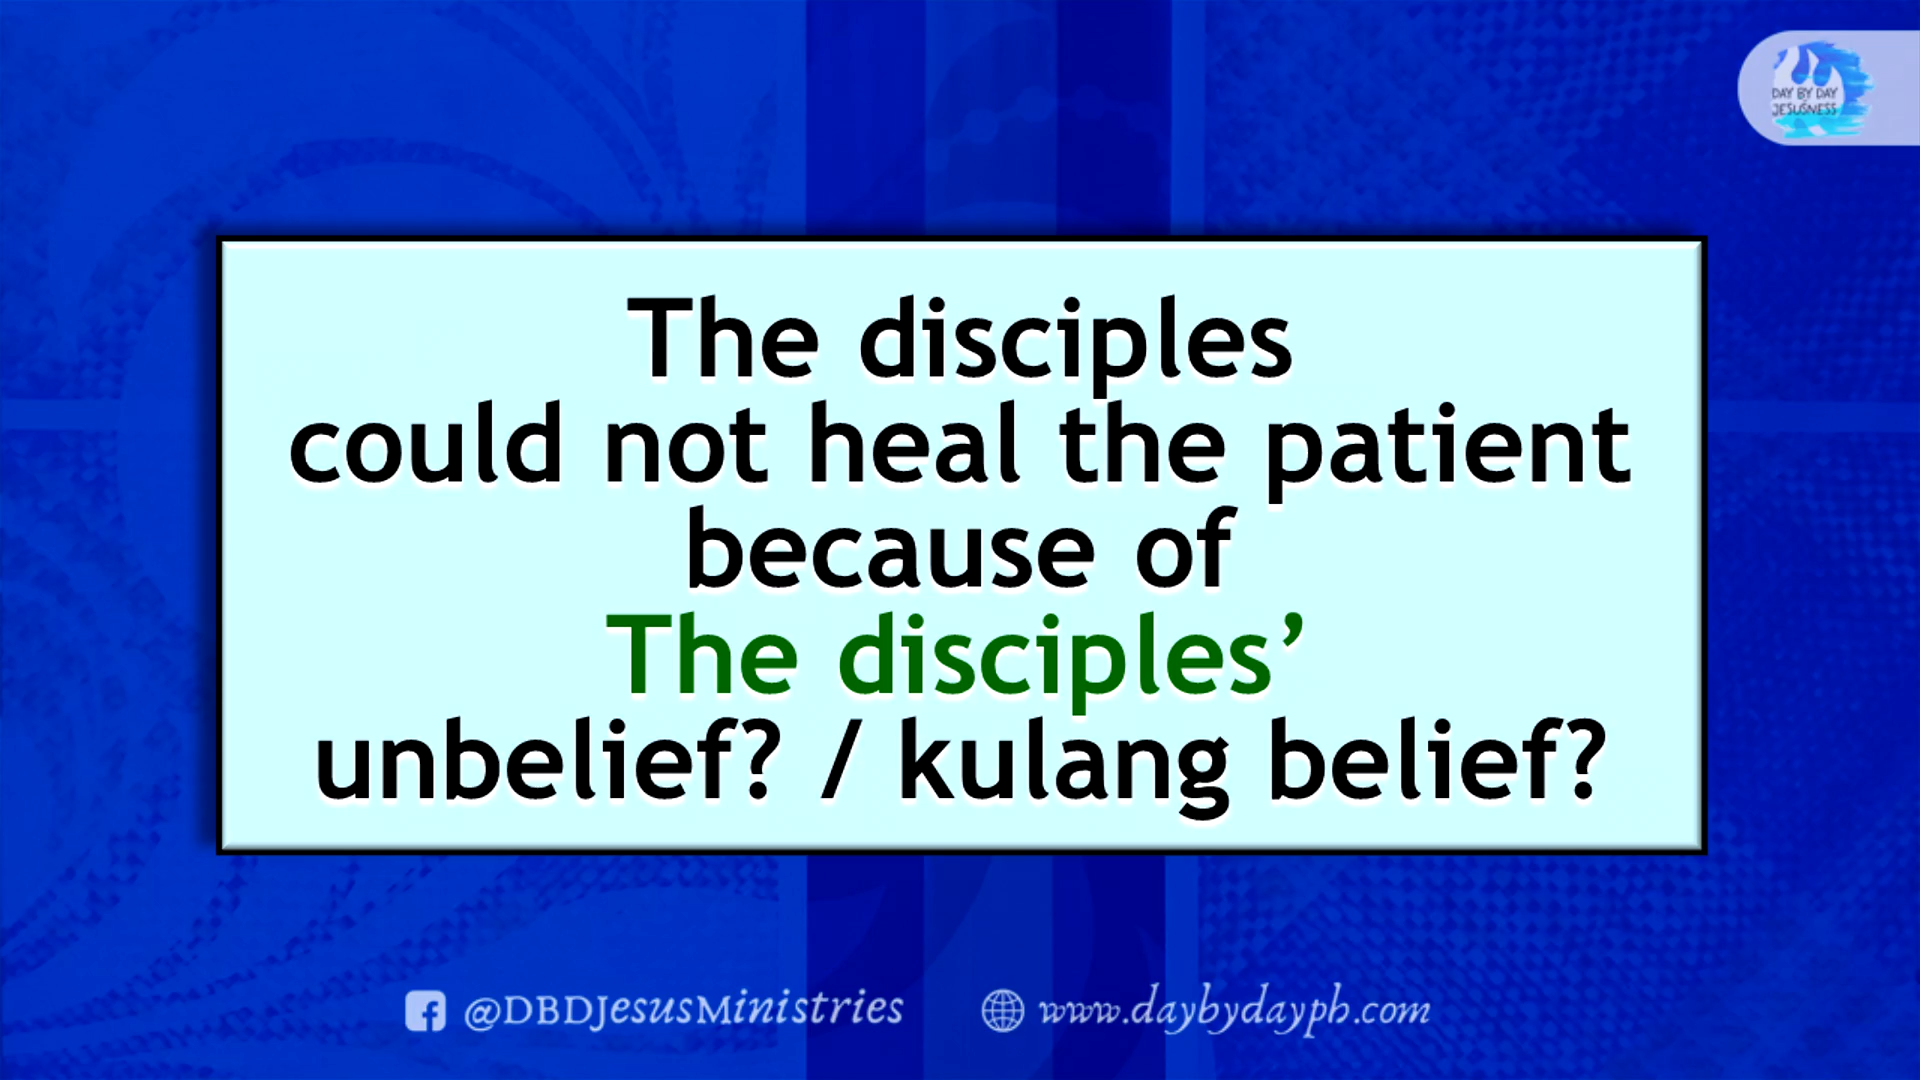 DAY BY DAY
JESUSNESS
The disciples
could not heal the patient
because of
The disciples’
unbelief? / kulang belief?
@DBDJesusMinistries
www.daybydayph.com